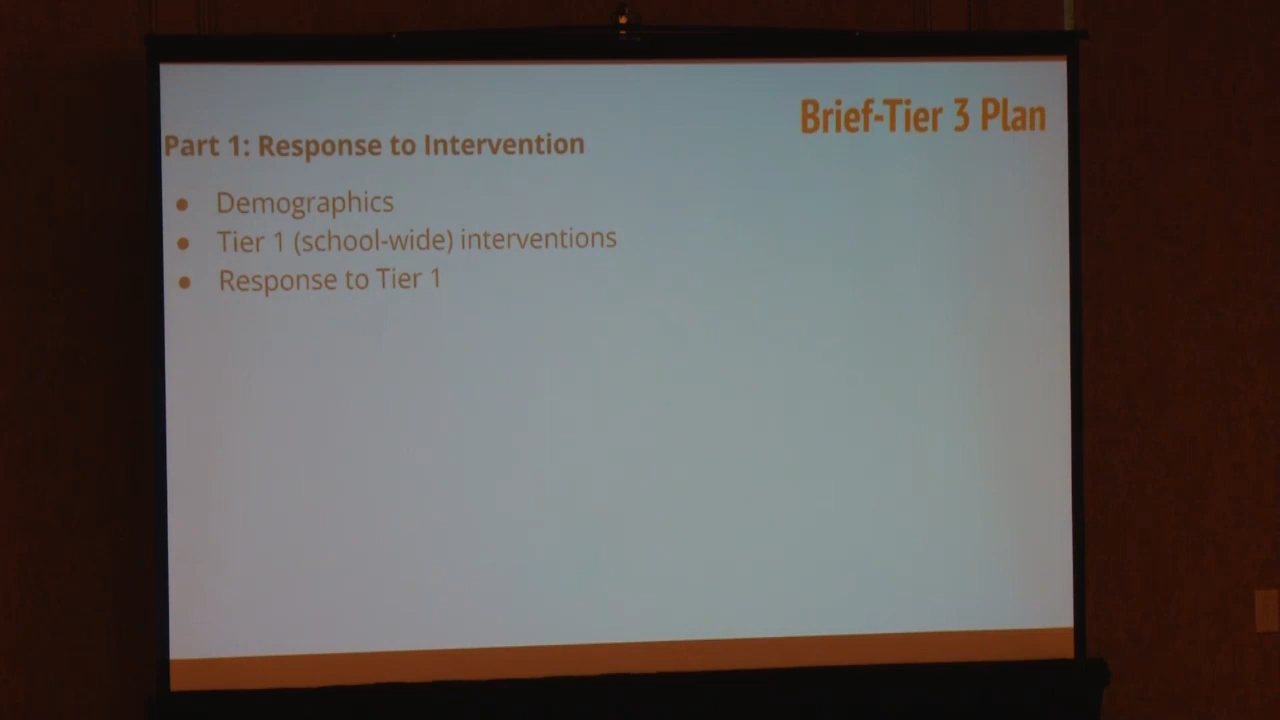 Brief-Tier 3 Plan
Part 1: Response to Intervention
● Demographics
● Tier 1 (school-wide) interventions
● Response to Tier 1